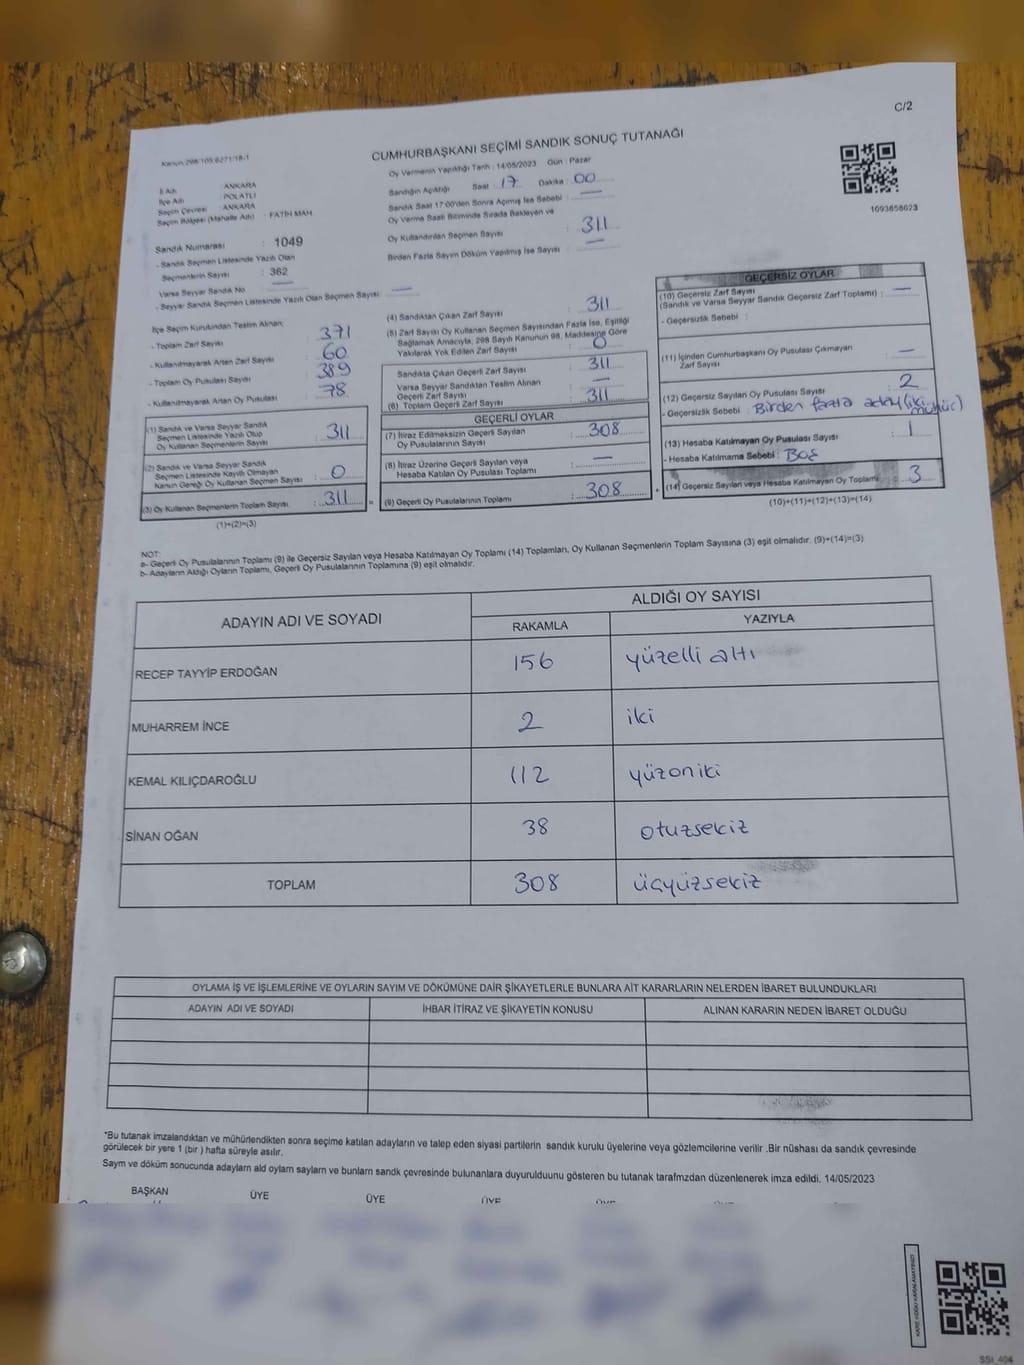 C/2
Kanun 298/105,6271/18-1
CUMHURBAŞKANI SEÇİMİ SANDIK SONUÇ TUTANAĞI
Oy Vermenin Yapıldığı Tarih : 14/05/2023 Gün : Pazar
İl Adı : ANKARA
İlçe Adı : POLATLI
Seçim Çevresi : ANKARA
Seçim Bölgesi (Mahalle Adı) : FATİH MAH.
Sandığın Açıldığı Saat : 17 Dakika : 00
Sandık Saat 17:00'den Sonra Açılmış İse Sebebi : —
Oy Verme Saati Bitiminde Sırada Bekleyen ve
Oy Kullandırılan Seçmen Sayısı : 311
Birden Fazla Sayım Döküm Yapılmış İse Sayısı : —
1093656023
Sandık Numarası : 1049
- Sandık Seçmen Listesinde Yazılı Olan
Seçmenlerin Sayısı : 362
Varsa Seyyar Sandık No : —
- Seyyar Sandık Seçmen Listesinde Yazılı Olan Seçmen Sayısı : —
İlçe Seçim Kurulundan Teslim Alınan;
- Toplam Zarf Sayısı : 371
- Kullanılmayarak Artan Zarf Sayısı : 60
- Toplam Oy Pusulası Sayısı : 389
- Kullanılmayarak Artan Oy Pusulası : 78
(1) Sandık ve Varsa Seyyar Sandık
Seçmen Listesinde Yazılı Olup
Oy Kullanan Seçmenlerin Sayısı : 311
(2) Sandık ve Varsa Seyyar Sandık
Seçmen Listesinde Kayıtlı Olmayan
Kanun Gereği Oy Kullanan Seçmen Sayısı : 0
(3) Oy Kullanan Seçmenlerin Toplam Sayısı : 311 =
(1)+(2)=(3)
(4) Sandıktan Çıkan Zarf Sayısı : 311
(5) Zarf Sayısı Oy Kullanan Seçmen Sayısından Fazla İse, Eşitliği
Sağlamak Amacıyla; 298 Sayılı Kanunun 98. Maddesine Göre
Yakılarak Yok Edilen Zarf Sayısı : 0
Sandıkta Çıkan Geçerli Zarf Sayısı : 311
Varsa Seyyar Sandıktan Teslim Alınan
Geçerli Zarf Sayısı : —
(6) Toplam Geçerli Zarf Sayısı : 311
GEÇERLİ OYLAR
(7) İtiraz Edilmeksizin Geçerli Sayılan
Oy Pusulalarının Sayısı : 308
(8) İtiraz Üzerine Geçerli Sayılan veya
Hesaba Katılan Oy Pusulası Toplamı : —
(9) Geçerli Oy Pusulalarının Toplamı : 308 +
GEÇERSİZ OYLAR
(10) Geçersiz Zarf Sayısı
(Sandık ve Varsa Seyyar Sandık Geçersiz Zarf Toplamı) : —
- Geçersizlik Sebebi :
(11) İçinden Cumhurbaşkanı Oy Pusulası Çıkmayan
Zarf Sayısı : —
(12) Geçersiz Sayılan Oy Pusulası Sayısı : 2
- Geçersizlik Sebebi : Birden fazla aday (iki mühür)
(13) Hesaba Katılmayan Oy Pusulası Sayısı : 1
- Hesaba Katılmama Sebebi : Boş
(14) Geçersiz Sayılan veya Hesaba Katılmayan Oy Toplamı : 3
(10)+(11)+(12)+(13)=(14)
NOT:
a- Geçerli Oy Pusulalarının Toplamı (9) ile Geçersiz Sayılan veya Hesaba Katılmayan Oy Toplamı (14) Toplamları, Oy Kullanan Seçmenlerin Toplam Sayısına (3) eşit olmalıdır. (9)+(14)=(3)
b- Adayların Aldığı Oyların Toplamı, Geçerli Oy Pusulalarının Toplamına (9) eşit olmalıdır.
ADAYIN ADI VE SOYADI
ALDIĞI OY SAYISI
RAKAMLA YAZIYLA
RECEP TAYYİP ERDOĞAN 156 yüzelli altı
MUHARREM İNCE 2 iki
KEMAL KILIÇDAROĞLU 112 yüzoniki
SİNAN OĞAN 38 otuzsekiz
TOPLAM 308 üçyüzsekiz
OYLAMA İŞ VE İŞLEMLERİNE VE OYLARIN SAYIM VE DÖKÜMÜNE DAİR ŞİKAYETLERLE BUNLARA AİT KARARLARIN NELERDEN İBARET BULUNDUKLARI
ADAYIN ADI VE SOYADI İHBAR İTİRAZ VE ŞİKAYETİN KONUSU ALINAN KARARIN NEDEN İBARET OLDUĞU
*Bu tutanak imzalandıktan ve mühürlendikten sonra seçime katılan adayların ve talep eden siyasi partilerin sandık kurulu üyelerine veya gözlemcilerine verilir .Bir nüshası da sandık çevresinde
görülecek bir yere 1 (bir ) hafta süreyle asılır.
Saym ve döküm sonucunda adaylarn ald oylarn saylarn ve bunlarn sandk çevresinde bulunanlara duyurulduunu gösteren bu tutanak tarafmzdan düzenlenerek imza edildi. 14/05/2023
BAŞKAN ÜYE ÜYE ÜYE
KARE KODU KARALAMAYINIZ!
SSI_404